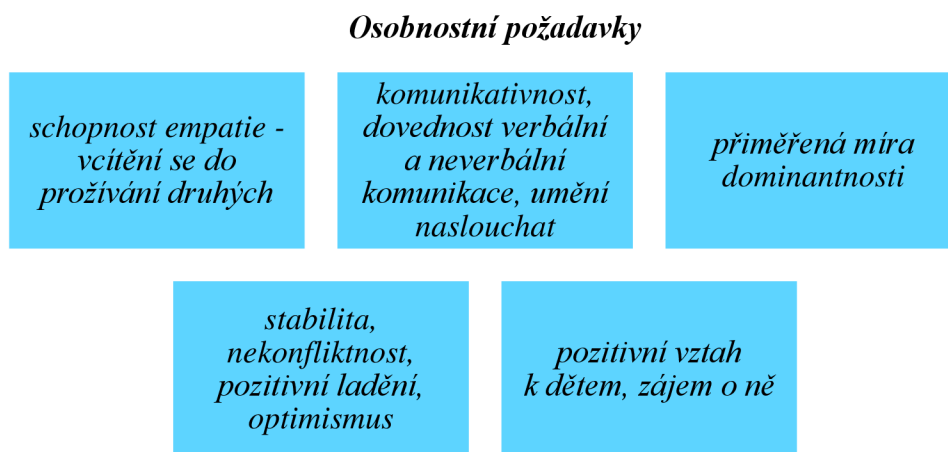 Osobnostní požadavky
schopnost empatie -
vcítění se do
prožívání druhých
komunikativnost,
dovednost verbální
a neverbální
komunikace, umění
naslouchat
přiměřená míra
dominantnosti
stabilita,
nekonfliktnost,
pozitivní ladění,
optimismus
pozitivní vztah
k dětem, zájem o ně